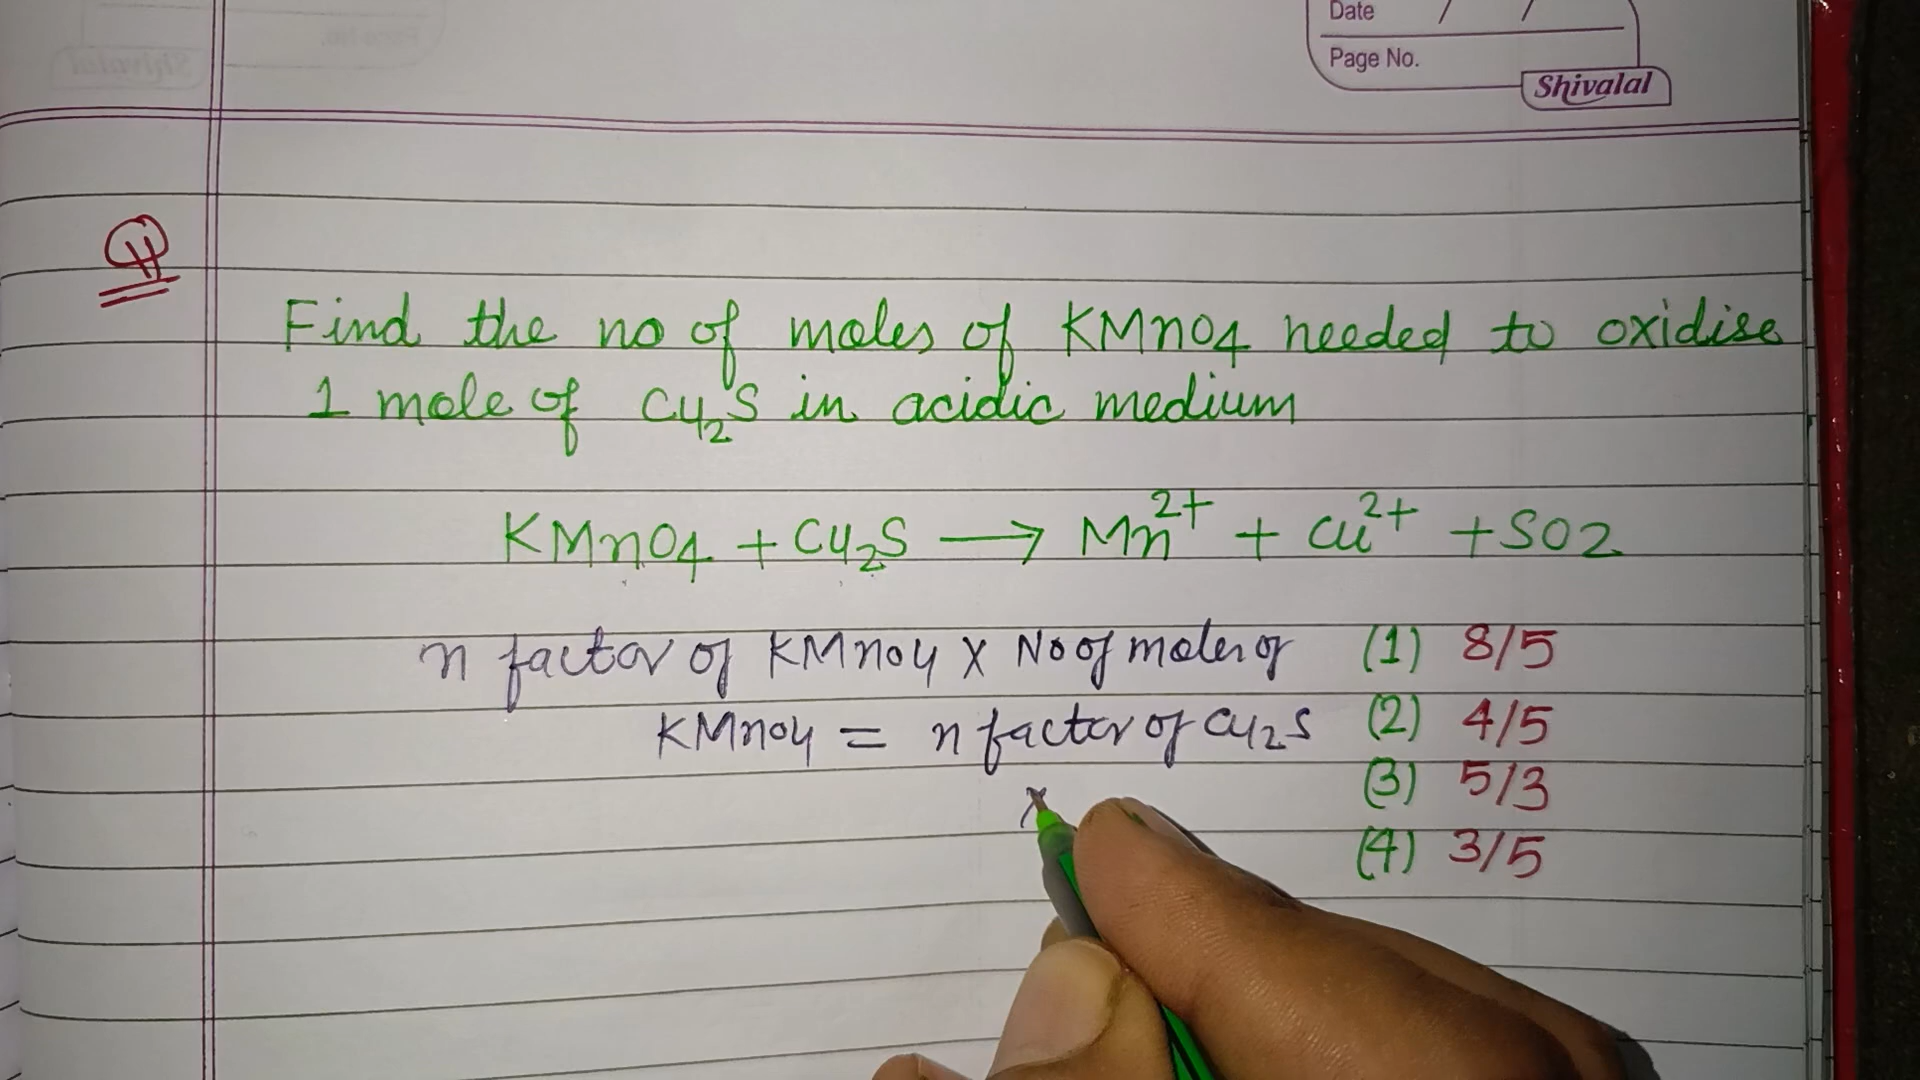 Date / /
Page No.
Shivalal
Q
Find the no of moles of KMnO4 needed to oxidise
1 mole of Cu2S in acidic medium
KMnO4 + Cu2S → Mn2+ + Cu2+ + SO2
n factor of KMnO4 X No of moles of
KMnO4 = n factor of Cu2S
X
(1) 8/5
(2) 4/5
(3) 5/3
(4) 3/5